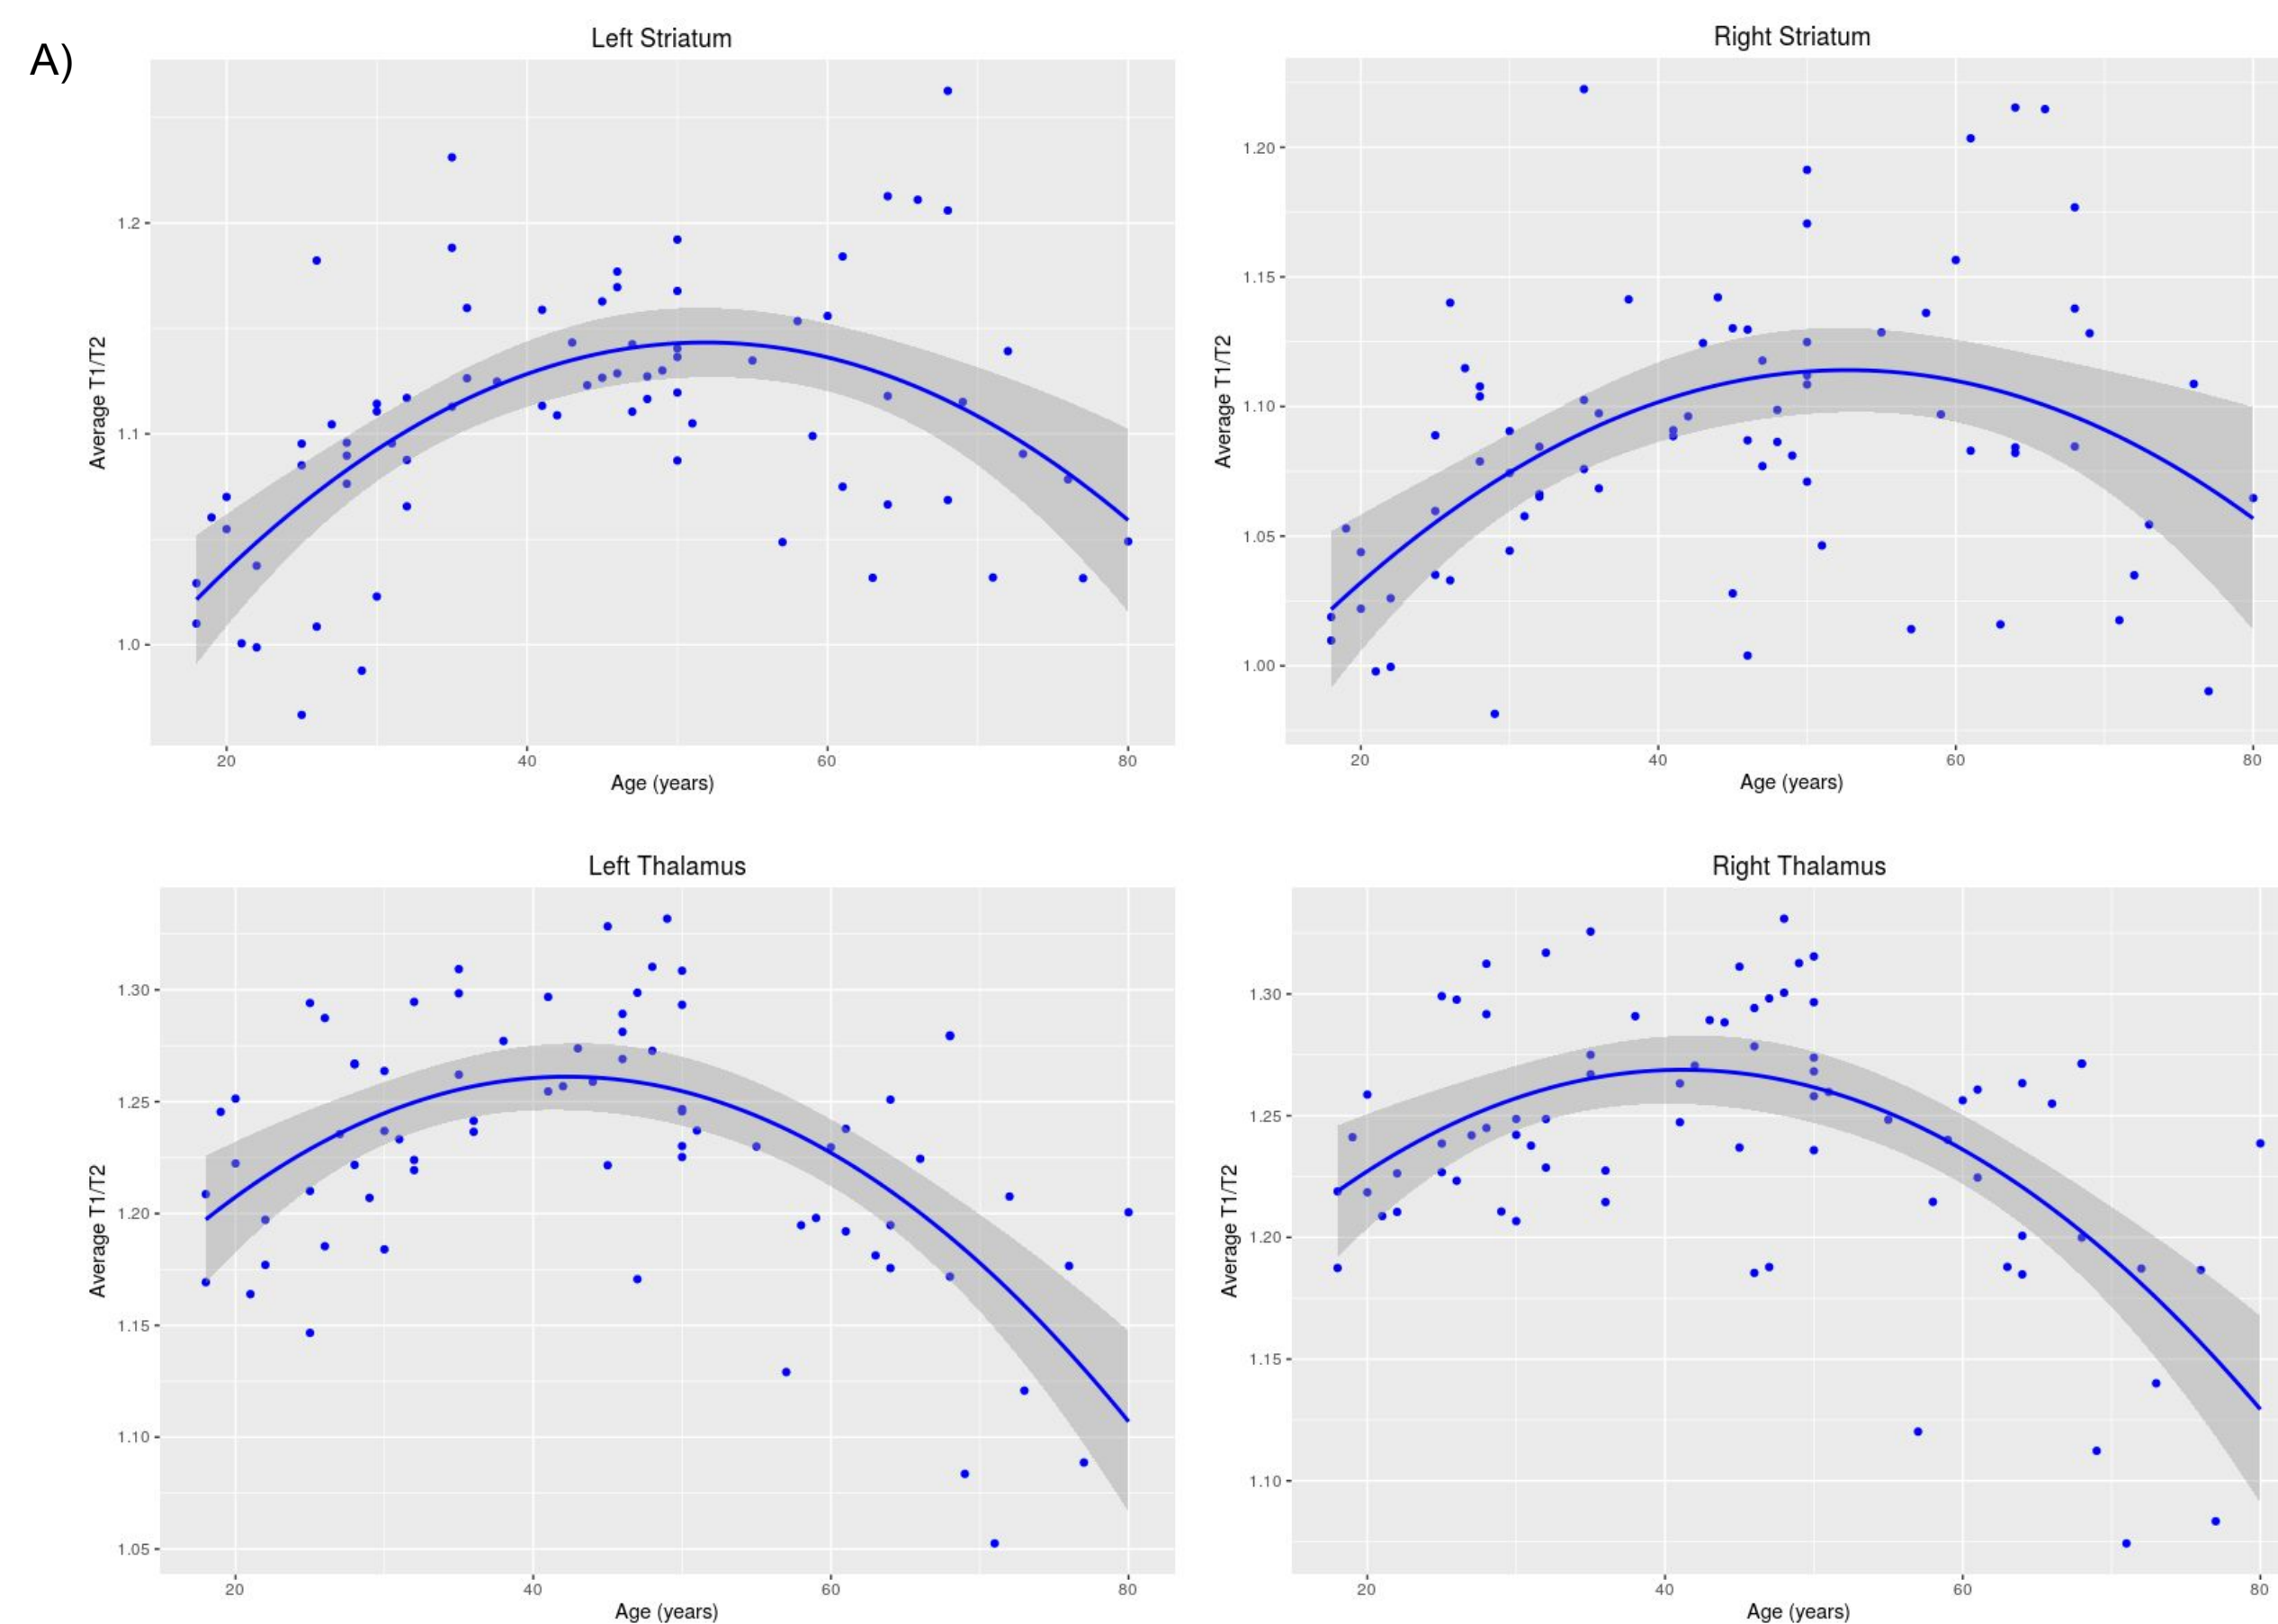 A)
Left Striatum
Average T1/T2
1.2
1.1
1.0
20 40 60 80
Age (years)
Right Striatum
Average T1/T2
1.20
1.15
1.10
1.05
1.00
20 40 60 80
Age (years)
Left Thalamus
Average T1/T2
1.30
1.25
1.20
1.15
1.10
1.05
20 40 60 80
Age (years)
Right Thalamus
Average T1/T2
1.30
1.25
1.20
1.15
1.10
20 40 60 80
Age (years)